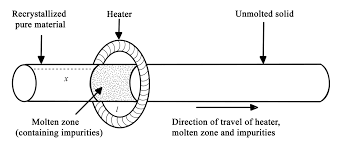 Recrystallized
pure material
Heater
Unmolted solid
x
l
Molten zone
(containing impurities)
Direction of travel of heater,
molten zone and impurities